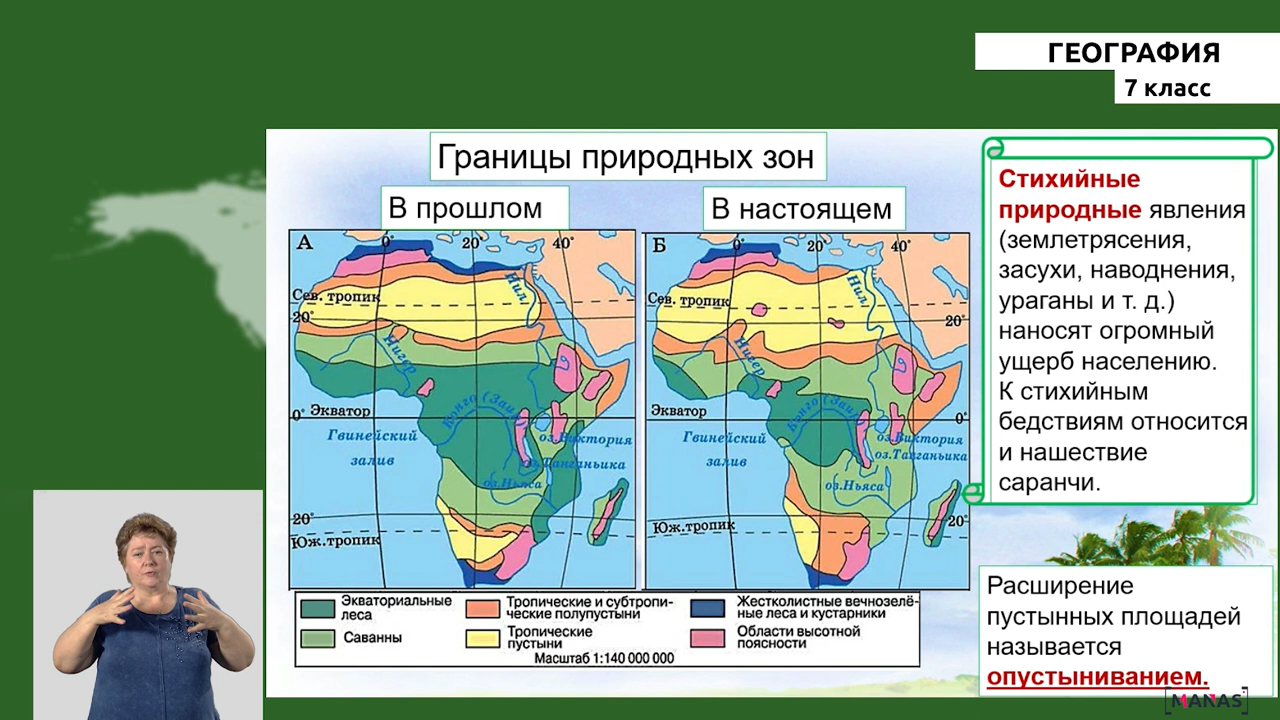 ГЕОГРАФИЯ
7 класс
Границы природных зон
В прошлом
В настоящем
А
0°
20°
40°
Сев. тропик
20°
Нил
Нигер
Конго (Заир)
0°
Экватор
Гвинейский
залив
оз.Виктория
оз.Танганьика
оз.Ньяса
20°
Юж.тропик
Б
0°
20°
40°
Сев. тропик
20°
Нил
Нигер
Конго (Заир)
Экватор
0°
Гвинейский
залив
оз.Виктория
оз.Танганьика
оз.Ньяса
Юж.тропик
20°
Экваториальные
леса
Саванны
Тропические и субтропи-
ческие полупустыни
Тропические
пустыни
Жестколистные вечнозелё-
ные леса и кустарники
Области высотной
поясности
Масштаб 1:140 000 000
Стихийные
природные явления
(землетрясения,
засухи, наводнения,
ураганы и т. д.)
наносят огромный
ущерб населению.
К стихийным
бедствиям относится
и нашествие
саранчи.
Расширение
пустынных площадей
называется
опустыниванием.
MANAS